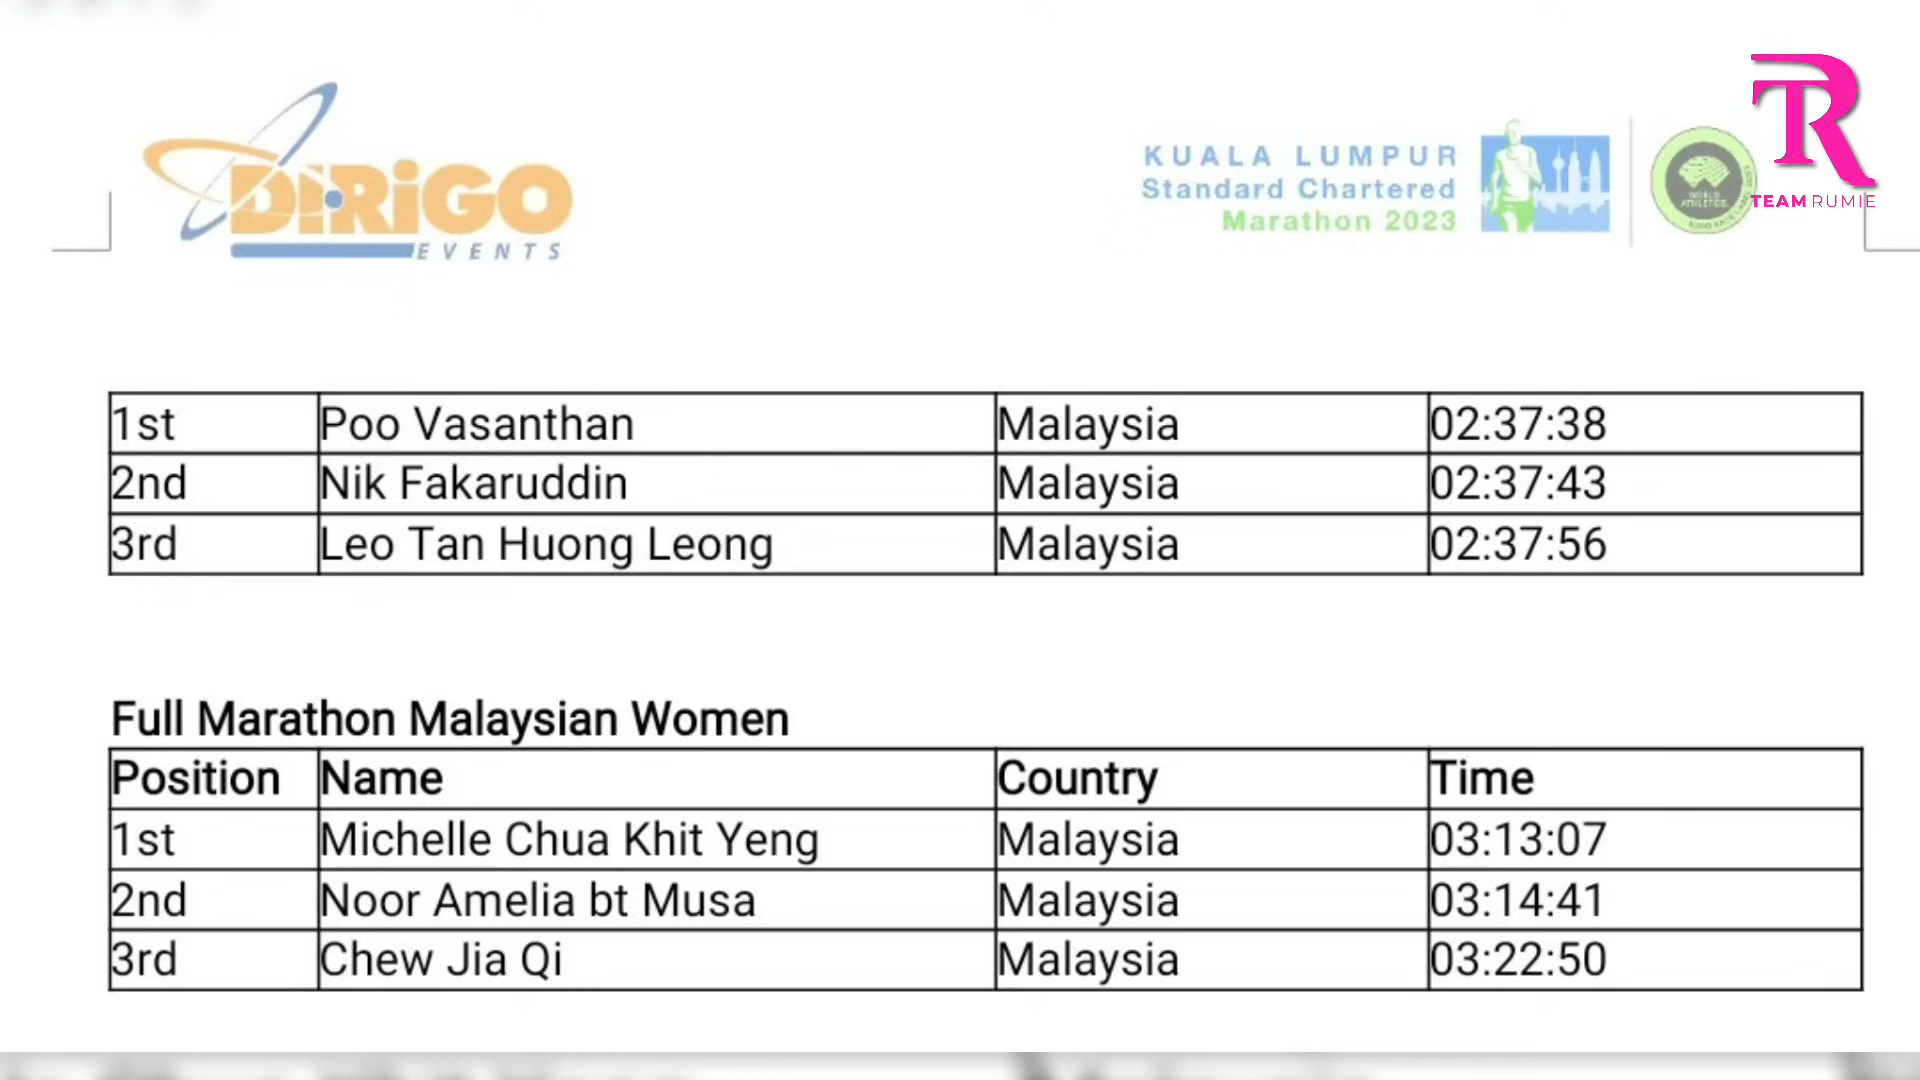 DiRiGO
EVENTS
KUALA LUMPUR
Standard Chartered
Marathon 2023
WORLD
ATHLETICS
TEAMRUMIE
1st Poo Vasanthan Malaysia 02:37:38
2nd Nik Fakaruddin Malaysia 02:37:43
3rd Leo Tan Huong Leong Malaysia 02:37:56
Full Marathon Malaysian Women
Position Name Country Time
1st Michelle Chua Khit Yeng Malaysia 03:13:07
2nd Noor Amelia bt Musa Malaysia 03:14:41
3rd Chew Jia Qi Malaysia 03:22:50